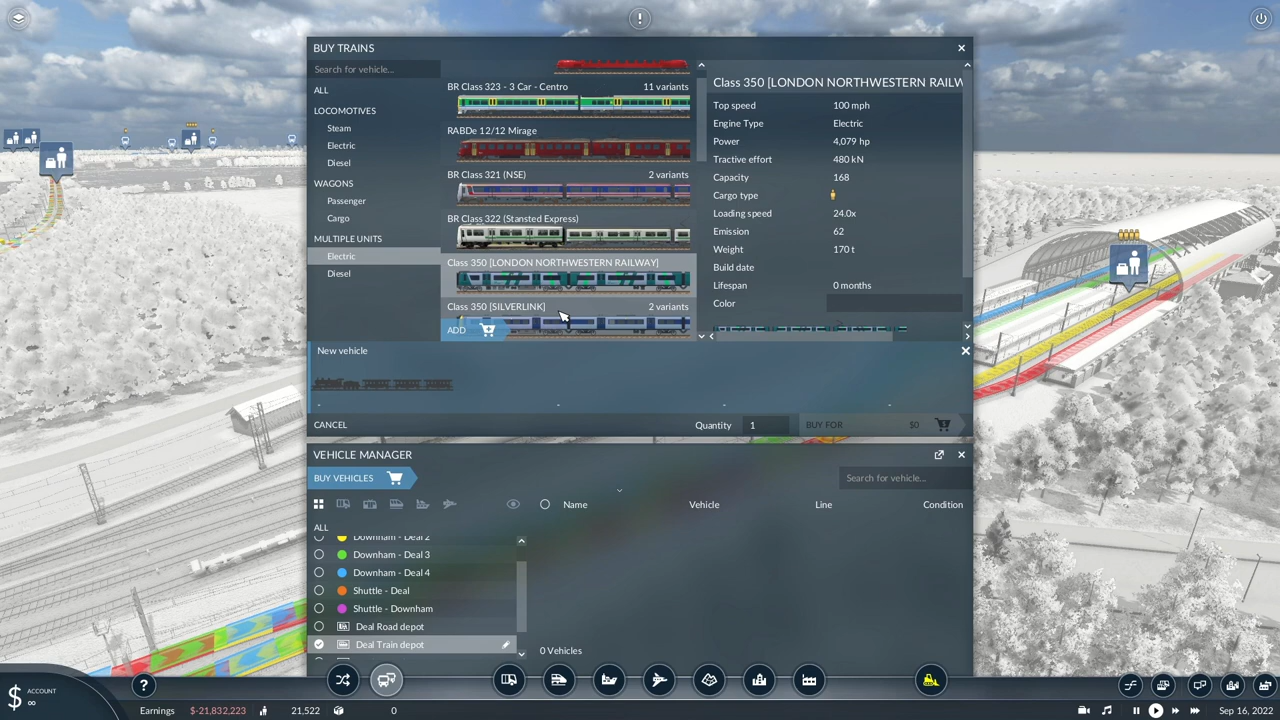 BUY TRAINS
Search for vehicle...
ALL
LOCOMOTIVES
Steam
Electric
Diesel
WAGONS
Passenger
Cargo
MULTIPLE UNITS
Electric
Diesel
BR Class 323 - 3 Car - Centro 11 variants
RABDe 12/12 Mirage
BR Class 321 (NSE) 2 variants
BR Class 322 (Stansted Express)
Class 350 [LONDON NORTHWESTERN RAILWAY]
Class 350 [SILVERLINK] 2 variants
ADD
Class 350 [LONDON NORTHWESTERN RAILW
Top speed 100 mph
Engine Type Electric
Power 4,079 hp
Tractive effort 480 kN
Capacity 168
Cargo type
Loading speed 24.0x
Emission 62
Weight 170 t
Build date
Lifespan 0 months
Color
New vehicle
- - - -
CANCEL
Quantity 1
BUY FOR $0
VEHICLE MANAGER
BUY VEHICLES
Search for vehicle...
Name Vehicle Line Condition
ALL
Downham - Deal 2
Downham - Deal 3
Downham - Deal 4
Shuttle - Deal
Shuttle - Downham
Deal Road depot
Deal Train depot
0 Vehicles
$ ACCOUNT
∞
?
Earnings $-21,832,223 21,522 0
Sep 16, 2022